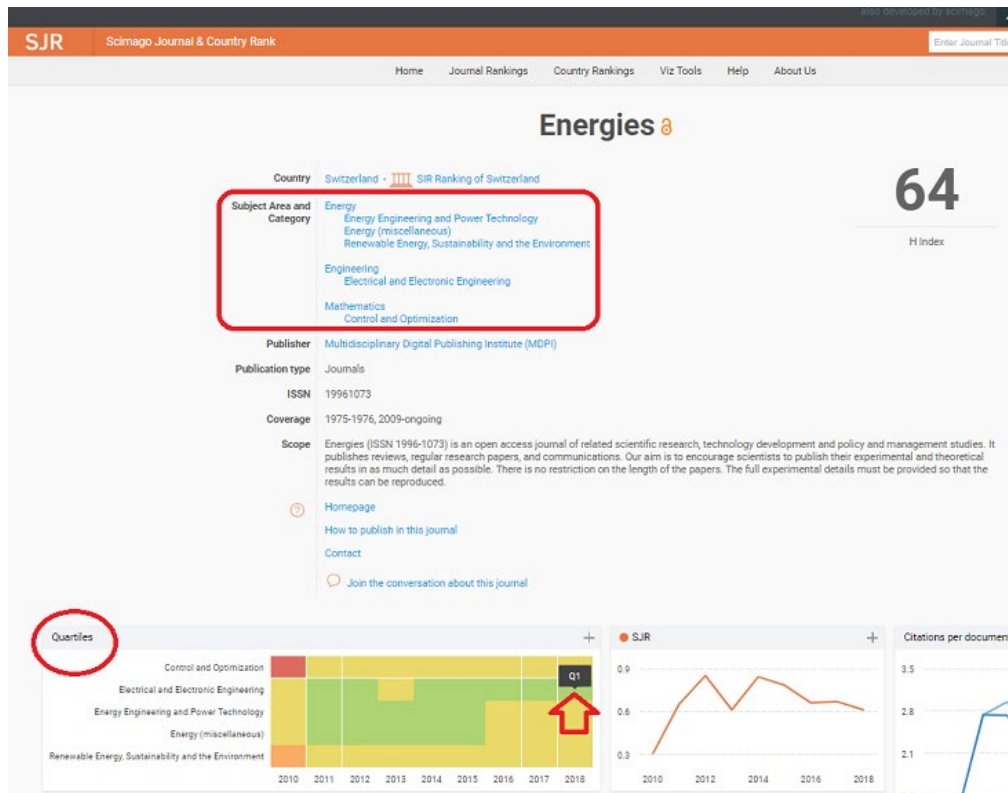 also developed by scimago:
SJR
Scimago Journal & Country Rank
Enter Journal Title
Home Journal Rankings Country Rankings Viz Tools Help About Us
Energies
Country Switzerland - SIR Ranking of Switzerland
64
H Index
Subject Area and Category
Energy
Energy Engineering and Power Technology
Energy (miscellaneous)
Renewable Energy, Sustainability and the Environment
Engineering
Electrical and Electronic Engineering
Mathematics
Control and Optimization
Publisher Multidisciplinary Digital Publishing Institute (MDPI)
Publication type Journals
ISSN 19961073
Coverage 1975-1976, 2009-ongoing
Scope Energies (ISSN 1996-1073) is an open access journal of related scientific research, technology development and policy and management studies. It
publishes reviews, regular research papers, and communications. Our aim is to encourage scientists to publish their experimental and theoretical
results in as much detail as possible. There is no restriction on the length of the papers. The full experimental details must be provided so that the
results can be reproduced.
? Homepage
How to publish in this journal
Contact
Join the conversation about this journal
Quartiles +
Control and Optimization
Electrical and Electronic Engineering
Energy Engineering and Power Technology
Energy (miscellaneous)
Renewable Energy, Sustainability and the Environment
Q1
2010 2011 2012 2013 2014 2015 2016 2017 2018
SJR +
0.9
0.6
0.3
2010 2012 2014 2016 2018
Citations per document
3.5
2.8
2.1